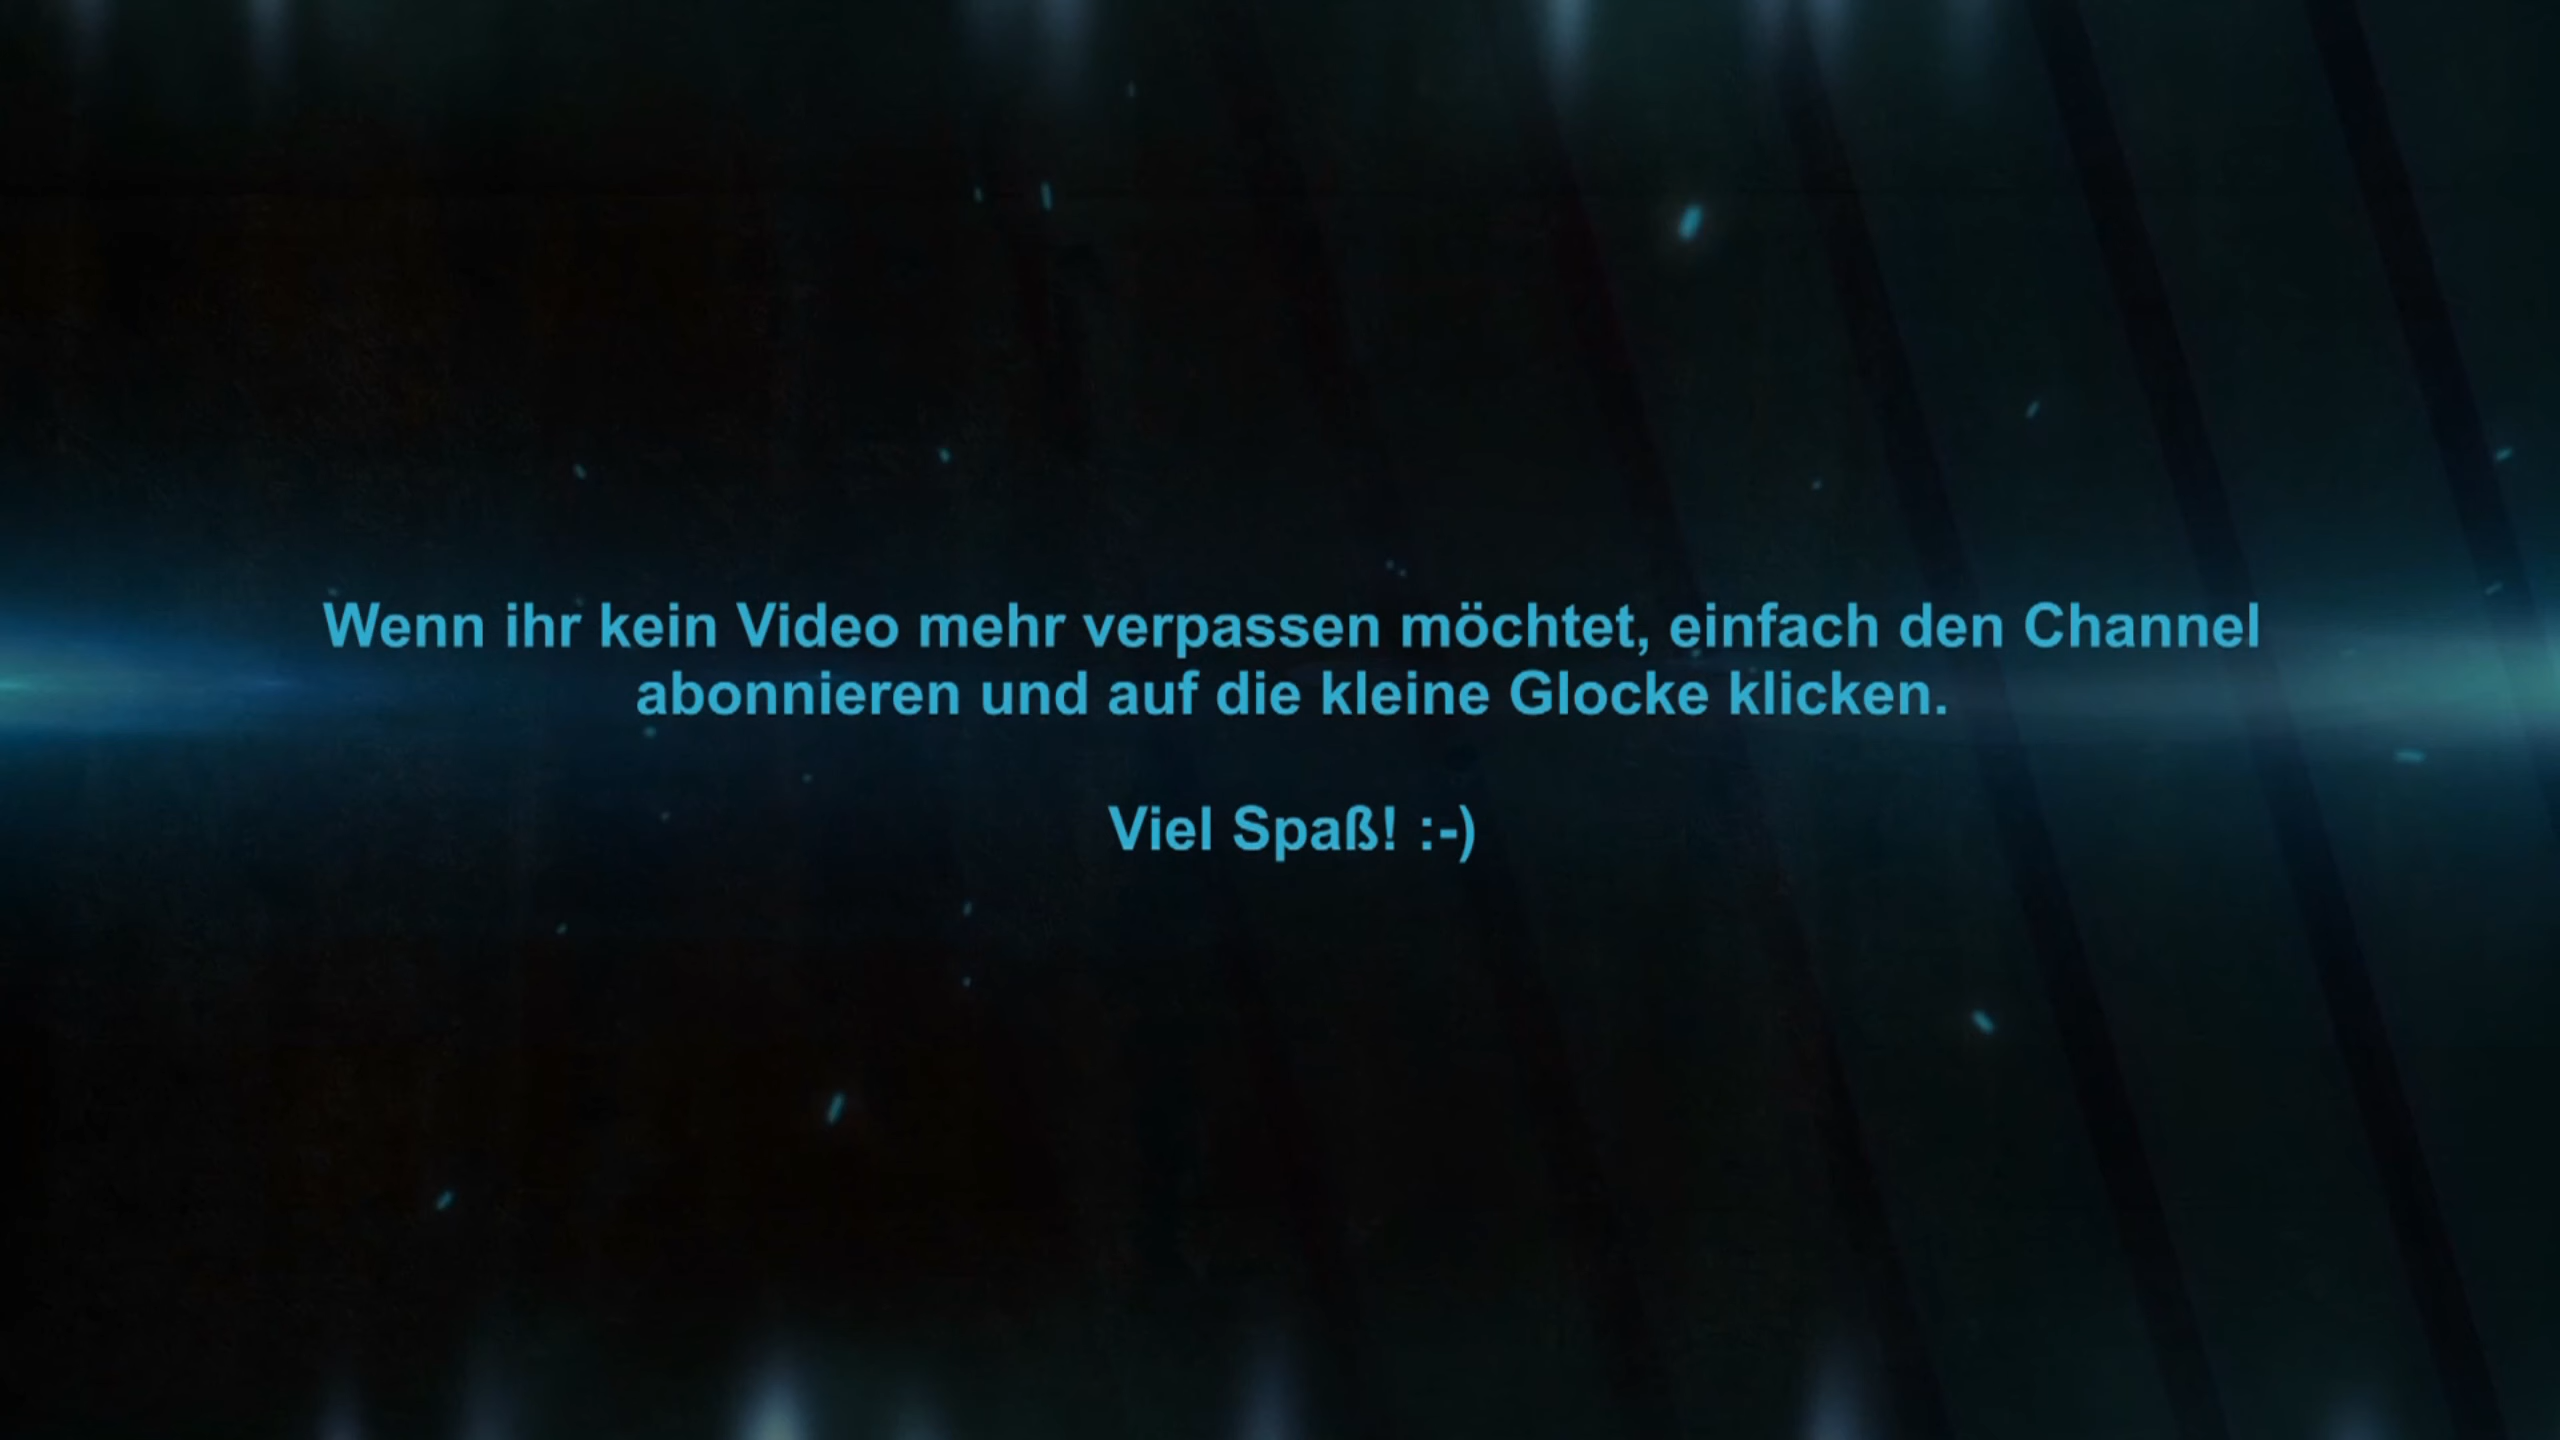 Wenn ihr kein Video mehr verpassen möchtet, einfach den Channel
abonnieren und auf die kleine Glocke klicken.
Viel Spaß! :-)